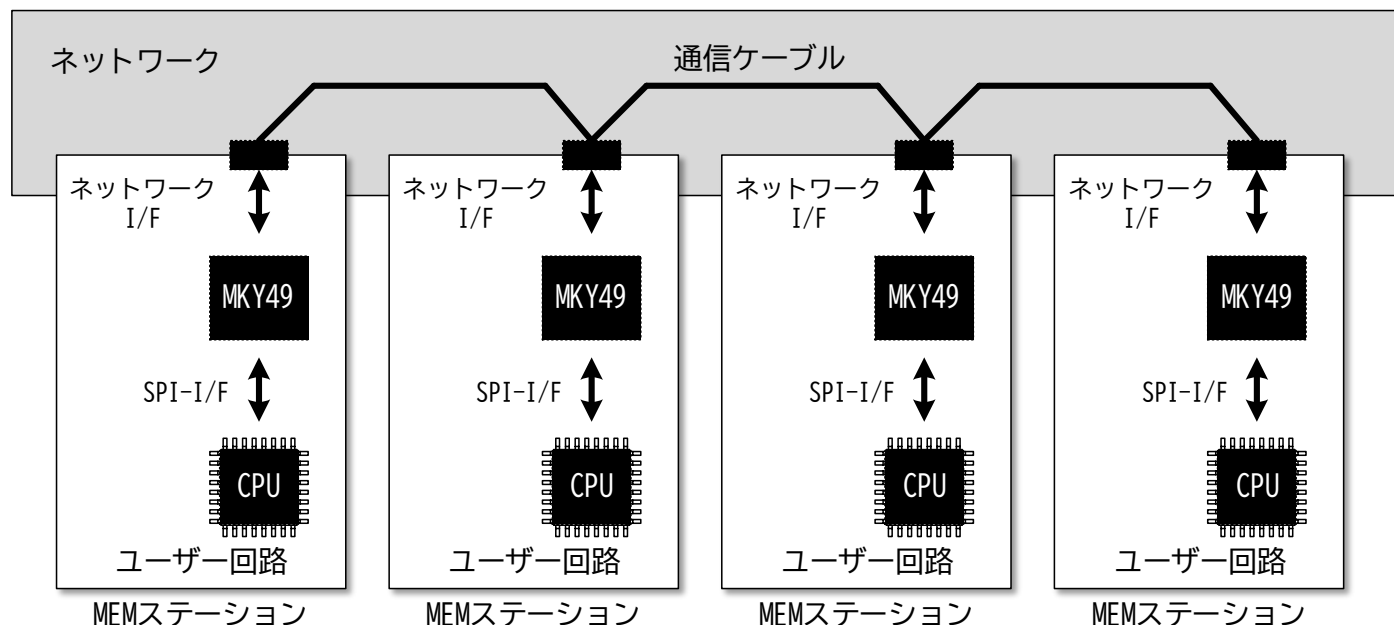 ネットワーク 通信ケーブル
ネットワーク
I/F
MKY49
SPI-I/F
CPU
ユーザー回路
MEMステーション
ネットワーク
I/F
MKY49
SPI-I/F
CPU
ユーザー回路
MEMステーション
ネットワーク
I/F
MKY49
SPI-I/F
CPU
ユーザー回路
MEMステーション
ネットワーク
I/F
MKY49
SPI-I/F
CPU
ユーザー回路
MEMステーション